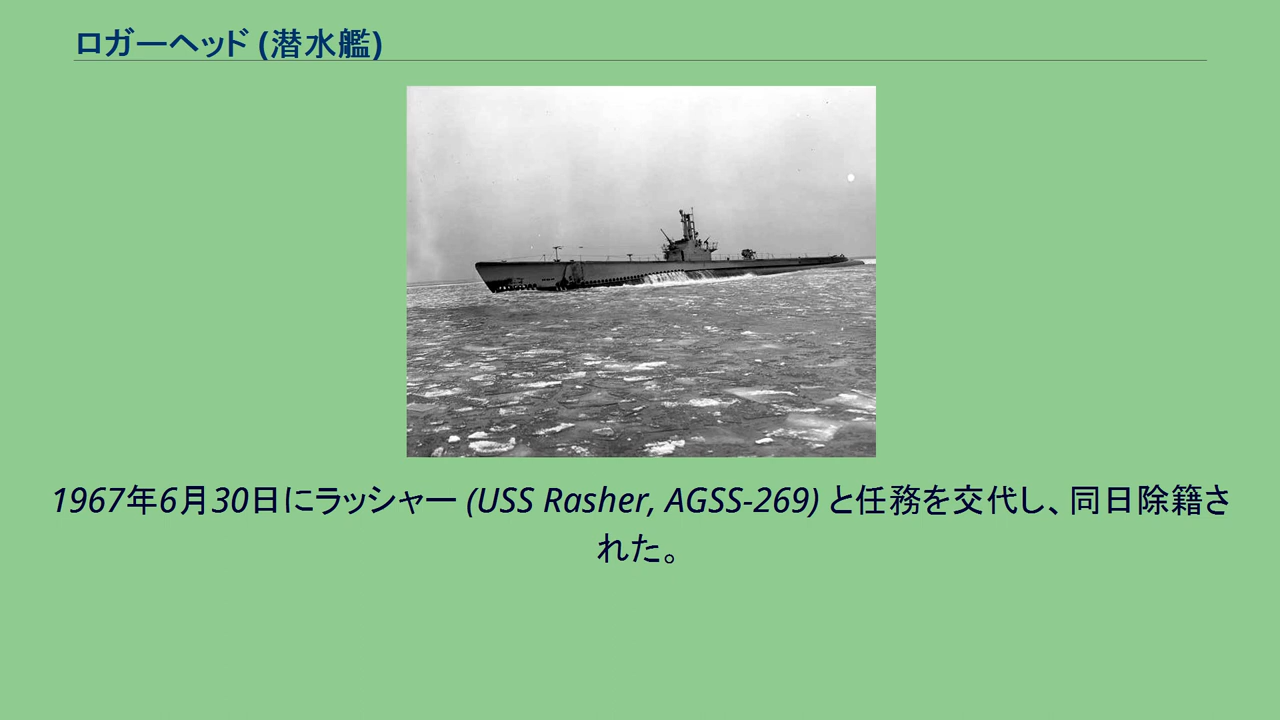 ロガーヘッド (潜水艦)
1967年6月30日にラッシャー (USS Rasher, AGSS-269) と任務を交代し、同日除籍さ
れた。